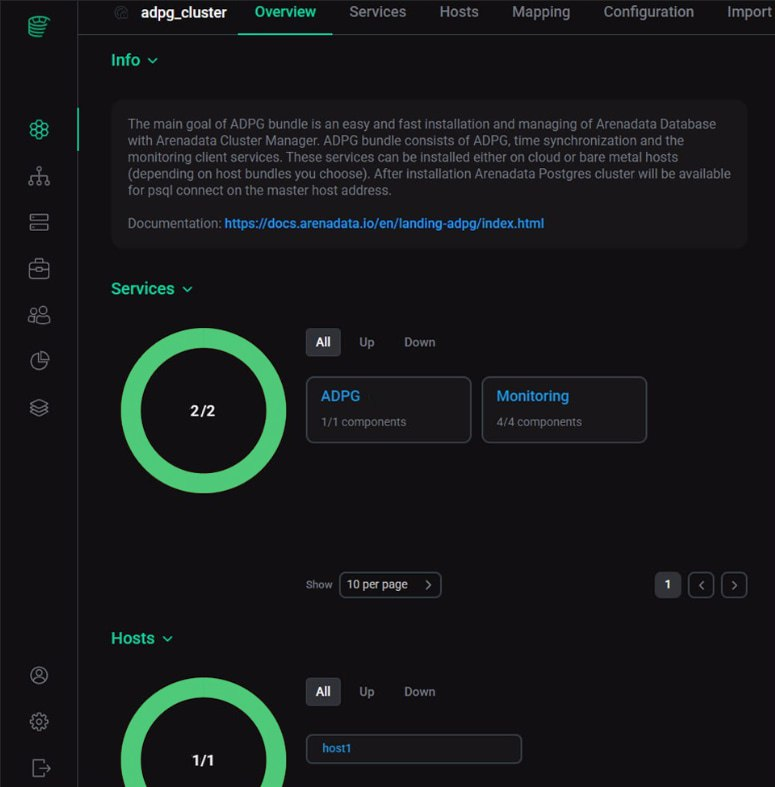 adpg_cluster Overview Services Hosts Mapping Configuration Import
Info
The main goal of ADPG bundle is an easy and fast installation and managing of Arenadata Database
with Arenadata Cluster Manager. ADPG bundle consists of ADPG, time synchronization and the
monitoring client services. These services can be installed either on cloud or bare metal hosts
(depending on host bundles you choose). After installation Arenadata Postgres cluster will be available
for psql connect on the master host address.
Documentation: https://docs.arenadata.io/en/landing-adpg/index.html
Services
All Up Down
2/2
ADPG
1/1 components
Monitoring
4/4 components
Show 10 per page 1
Hosts
All Up Down
1/1
host1